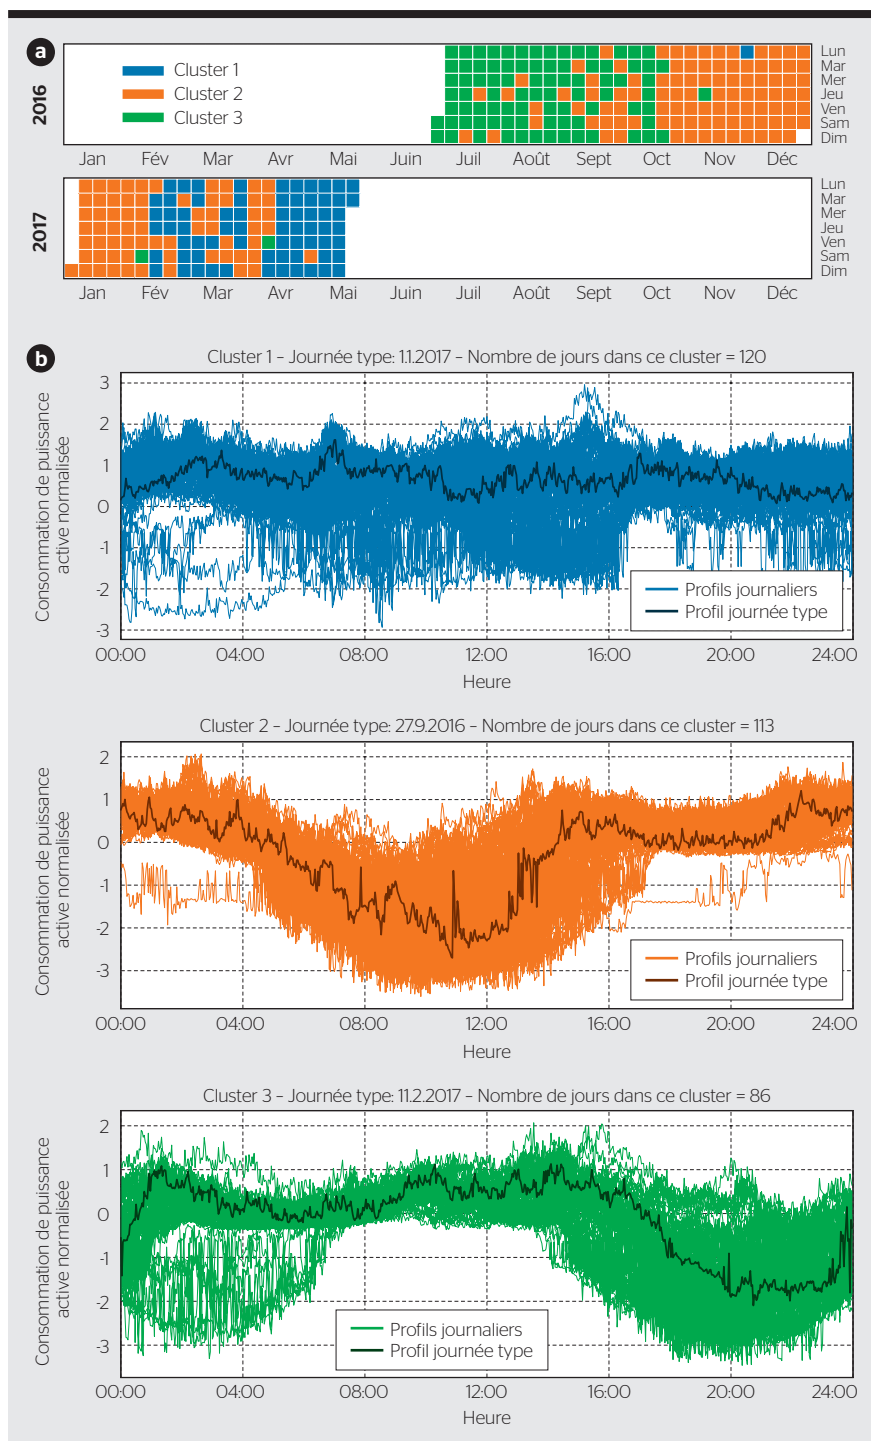 a
2016
Cluster 1
Cluster 2
Cluster 3
Lun
Mar
Mer
Jeu
Ven
Sam
Dim
Jan Fév Mar Avr Mai Juin Juil Août Sept Oct Nov Déc
2017
Lun
Mar
Mer
Jeu
Ven
Sam
Dim
Jan Fév Mar Avr Mai Juin Juil Août Sept Oct Nov Déc
b
Cluster 1 – Journée type: 1.1.2017 – Nombre de jours dans ce cluster = 120
Consommation de puissance
active normalisée
3
2
1
0
-1
-2
-3
Profils journaliers
Profil journée type
00:00 04:00 08:00 12:00 16:00 20:00 24:00
Heure
Cluster 2 – Journée type: 27.9.2016 – Nombre de jours dans ce cluster = 113
Consommation de puissance
active normalisée
2
1
0
-1
-2
-3
Profils journaliers
Profil journée type
00:00 04:00 08:00 12:00 16:00 20:00 24:00
Heure
Cluster 3 – Journée type: 11.2.2017 – Nombre de jours dans ce cluster = 86
Consommation de puissance
active normalisée
2
1
0
-1
-2
-3
Profils journaliers
Profil journée type
00:00 04:00 08:00 12:00 16:00 20:00 24:00
Heure